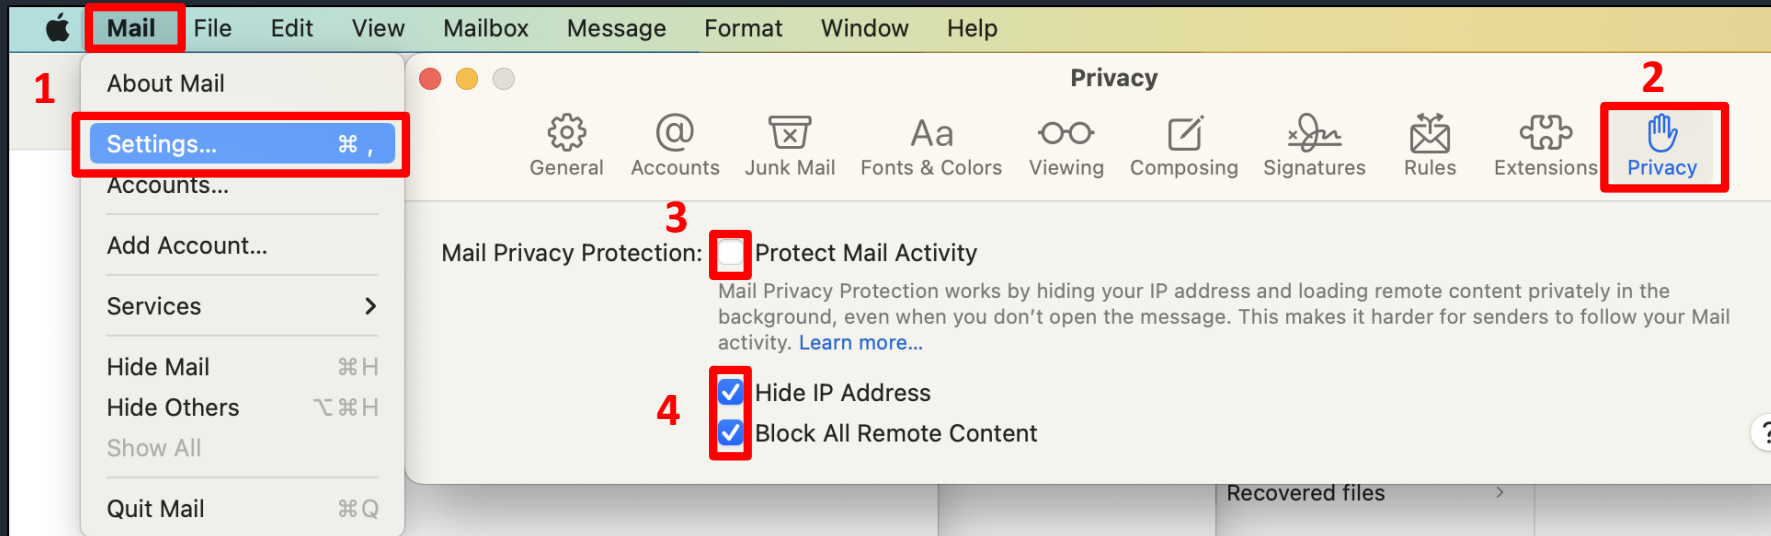 Mail File Edit View Mailbox Message Format Window Help
1
About Mail
Settings... ⌘ ,
Accounts...
Add Account...
Services
Hide Mail ⌘H
Hide Others ⌥⌘H
Show All
Quit Mail ⌘Q
Privacy
2
General Accounts Junk Mail Fonts & Colors Viewing Composing Signatures Rules Extensions Privacy
3
Mail Privacy Protection: Protect Mail Activity
Mail Privacy Protection works by hiding your IP address and loading remote content privately in the
background, even when you don't open the message. This makes it harder for senders to follow your Mail
activity. Learn more...
4
Hide IP Address
Block All Remote Content
?
Recovered files